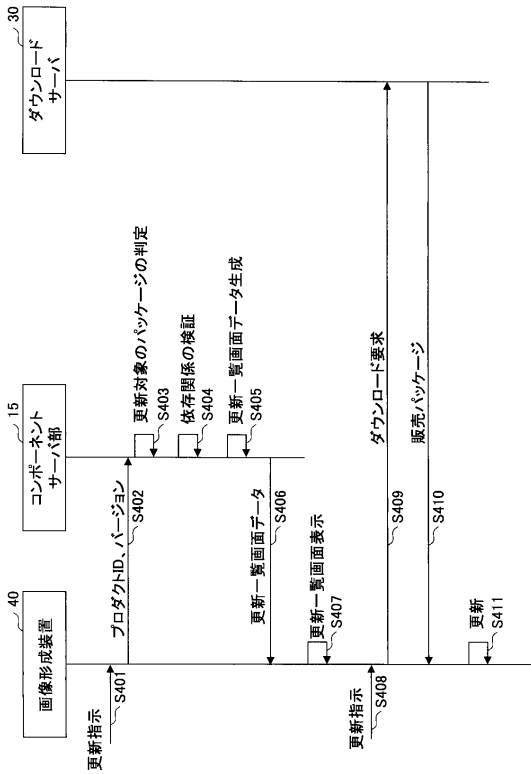 画像形成装置
40
コンポーネント
サーバ部
15
ダウンロード
サーバ
30
更新指示
S401
プロダクトID、バージョン
S402
更新対象のパッケージの判定
S403
依存関係の検証
S404
更新一覧画面データ生成
S405
更新一覧画面データ
S406
更新一覧画面表示
S407
更新指示
S408
ダウンロード要求
S409
販売パッケージ
S410
更新
S411